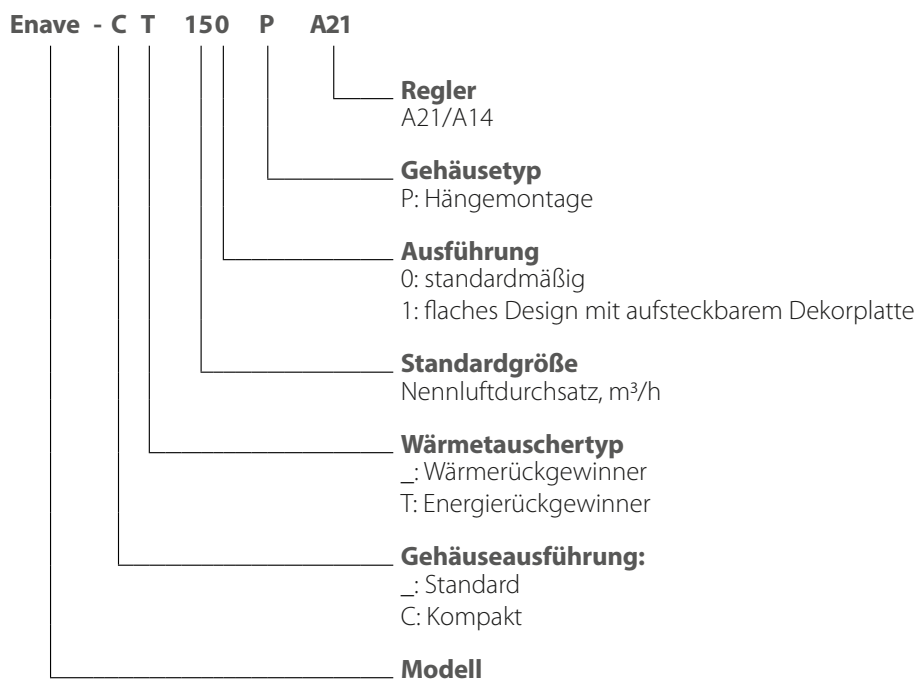 Enave - C T 150 P A21
Regler
A21/A14
Gehäusetyp
P: Hängemontage
Ausführung
0: standardmäßig
1: flaches Design mit aufsteckbarem Dekorplatte
Standardgröße
Nennluftdurchsatz, m³/h
Wärmetauschertyp
_: Wärmerückgewinner
T: Energierückgewinner
Gehäuseausführung:
_: Standard
C: Kompakt
Modell